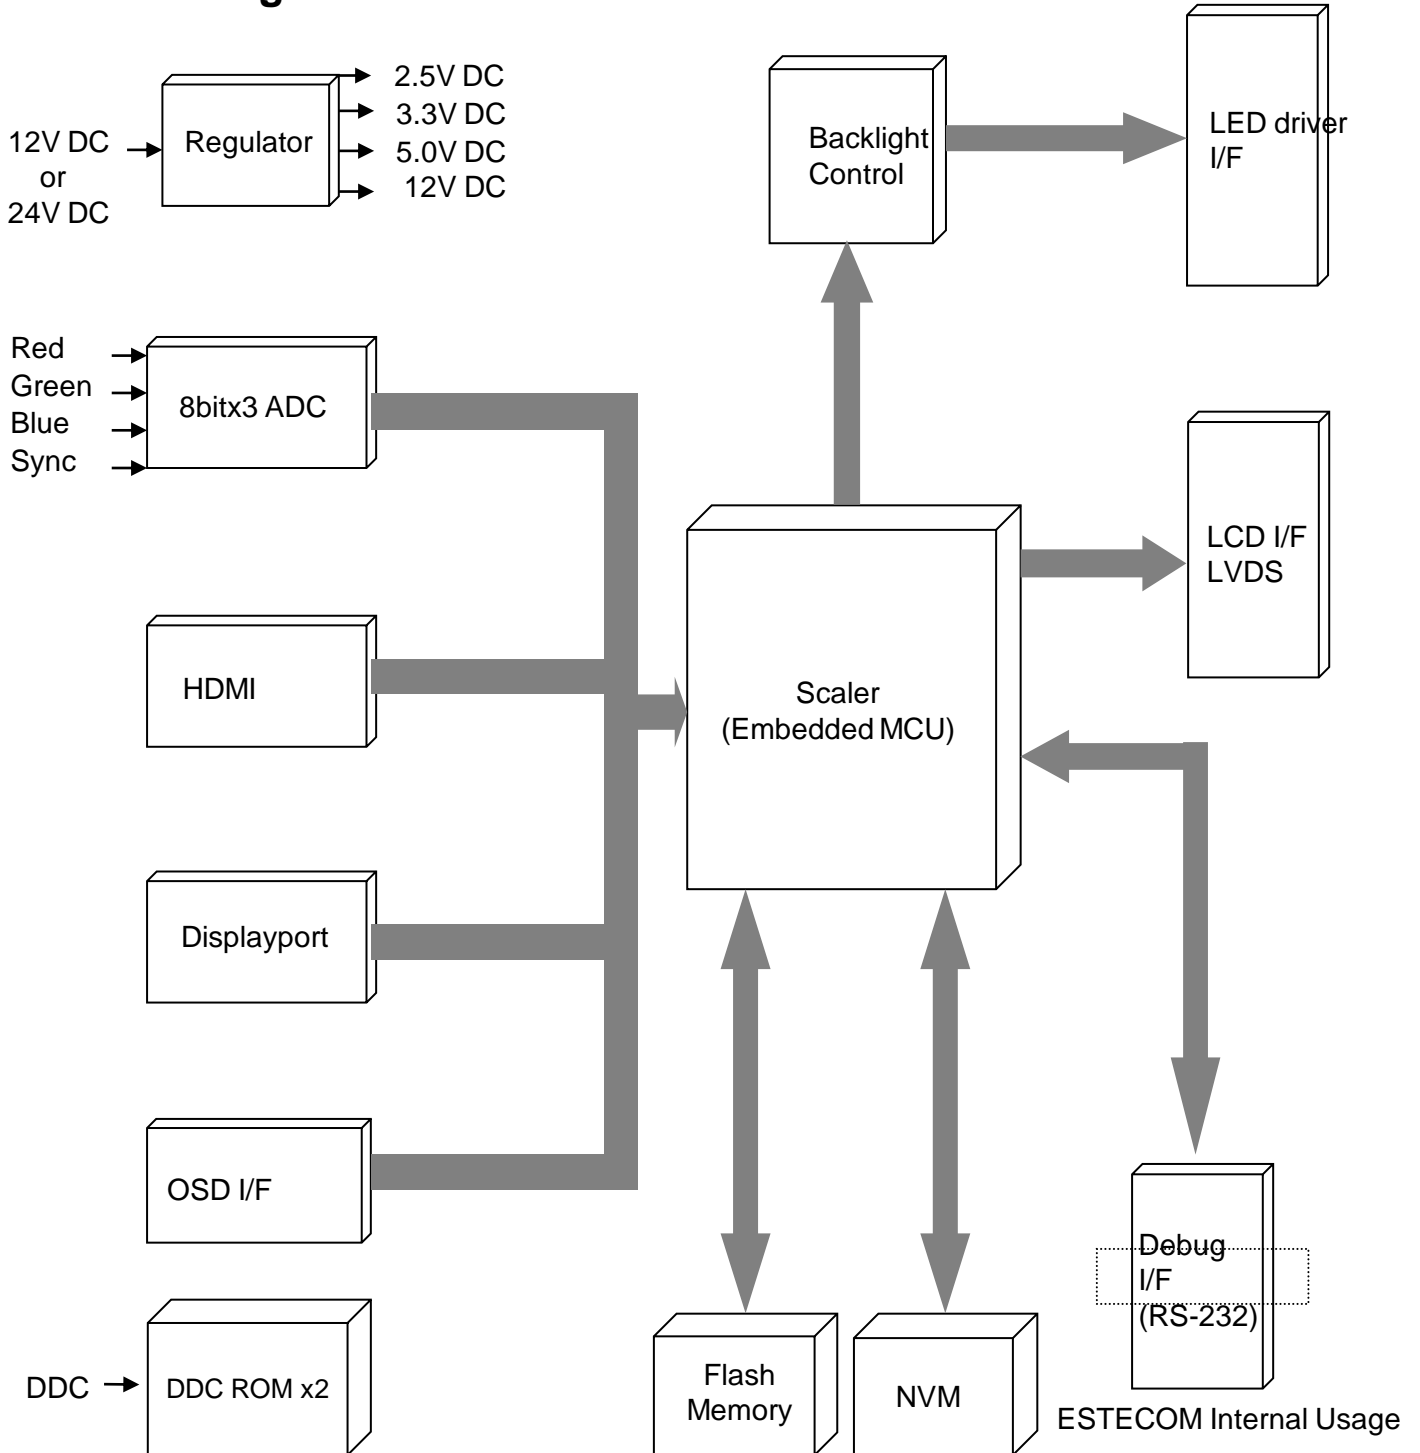 2.5V DC
3.3V DC
5.0V DC
12V DC
12V DC
or
24V DC
Regulator
Backlight
Control
LED driver
I/F
Red
Green
Blue
Sync
8bitx3 ADC
LCD I/F
LVDS
HDMI
Scaler
(Embedded MCU)
Displayport
OSD I/F
Debug
I/F
(RS-232)
DDC
DDC ROM x2
Flash
Memory
NVM
ESTECOM Internal Usage